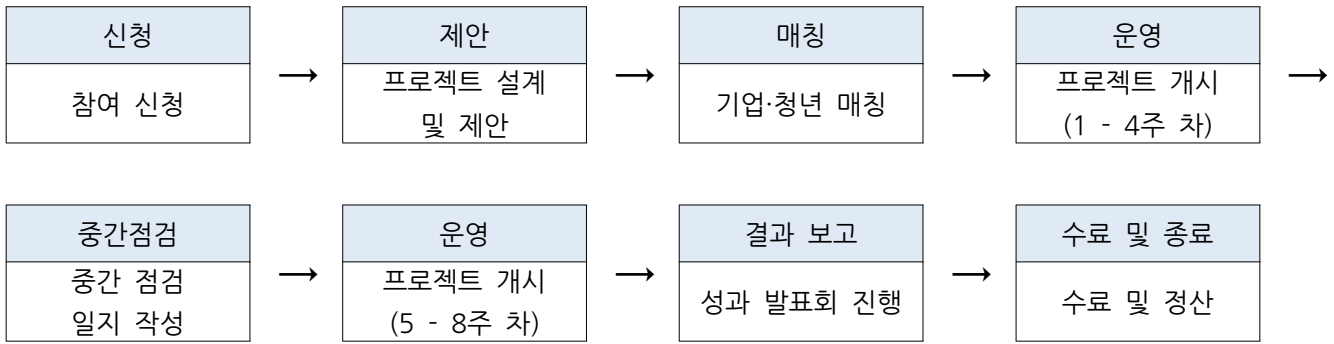 신청
참여 신청
→
제안
프로젝트 설계
및 제안
→
매칭
기업·청년 매칭
→
운영
프로젝트 개시
(1 - 4주 차)
→
중간점검
중간 점검
일지 작성
→
운영
프로젝트 개시
(5 - 8주 차)
→
결과 보고
성과 발표회 진행
→
수료 및 종료
수료 및 정산